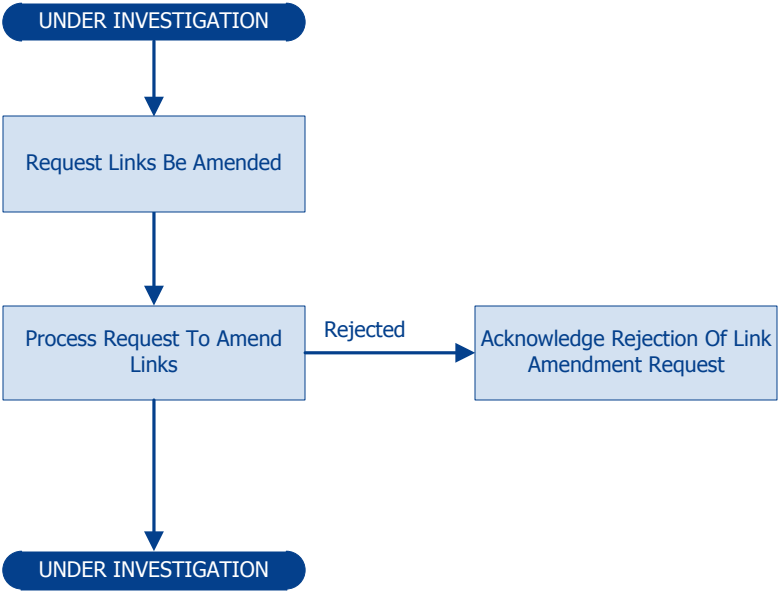 UNDER INVESTIGATION
Request Links Be Amended
Process Request To Amend
Links
Rejected
Acknowledge Rejection Of Link
Amendment Request
UNDER INVESTIGATION